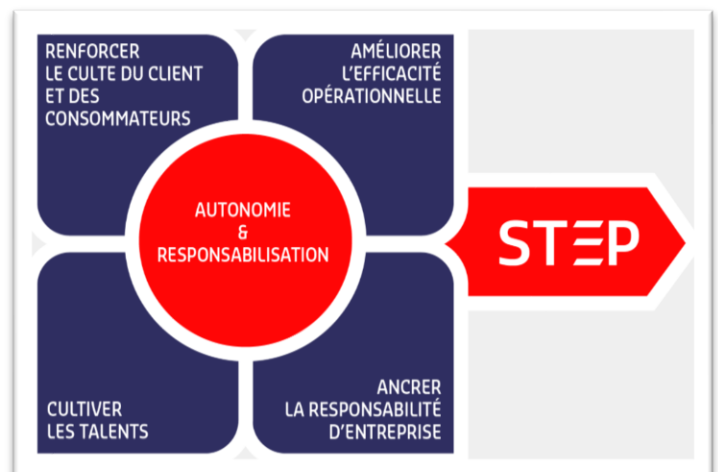 RENFORCER
LE CULTE DU CLIENT
ET DES
CONSOMMATEURS
AMÉLIORER
L'EFFICACITÉ
OPÉRATIONNELLE
AUTONOMIE
&
RESPONSABILISATION
STEP
CULTIVER
LES TALENTS
ANCRER
LA RESPONSABILITÉ
D'ENTREPRISE